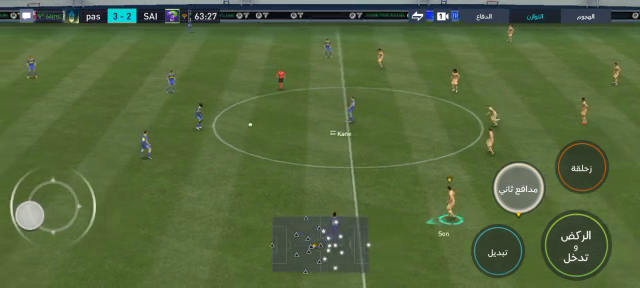 pas 3 - 2 SAI 63:27
الدفاع التوازن الهجوم
Kane
زحلقة
مدافع ثاني
Son
الركض
و
تدخل
تبديل